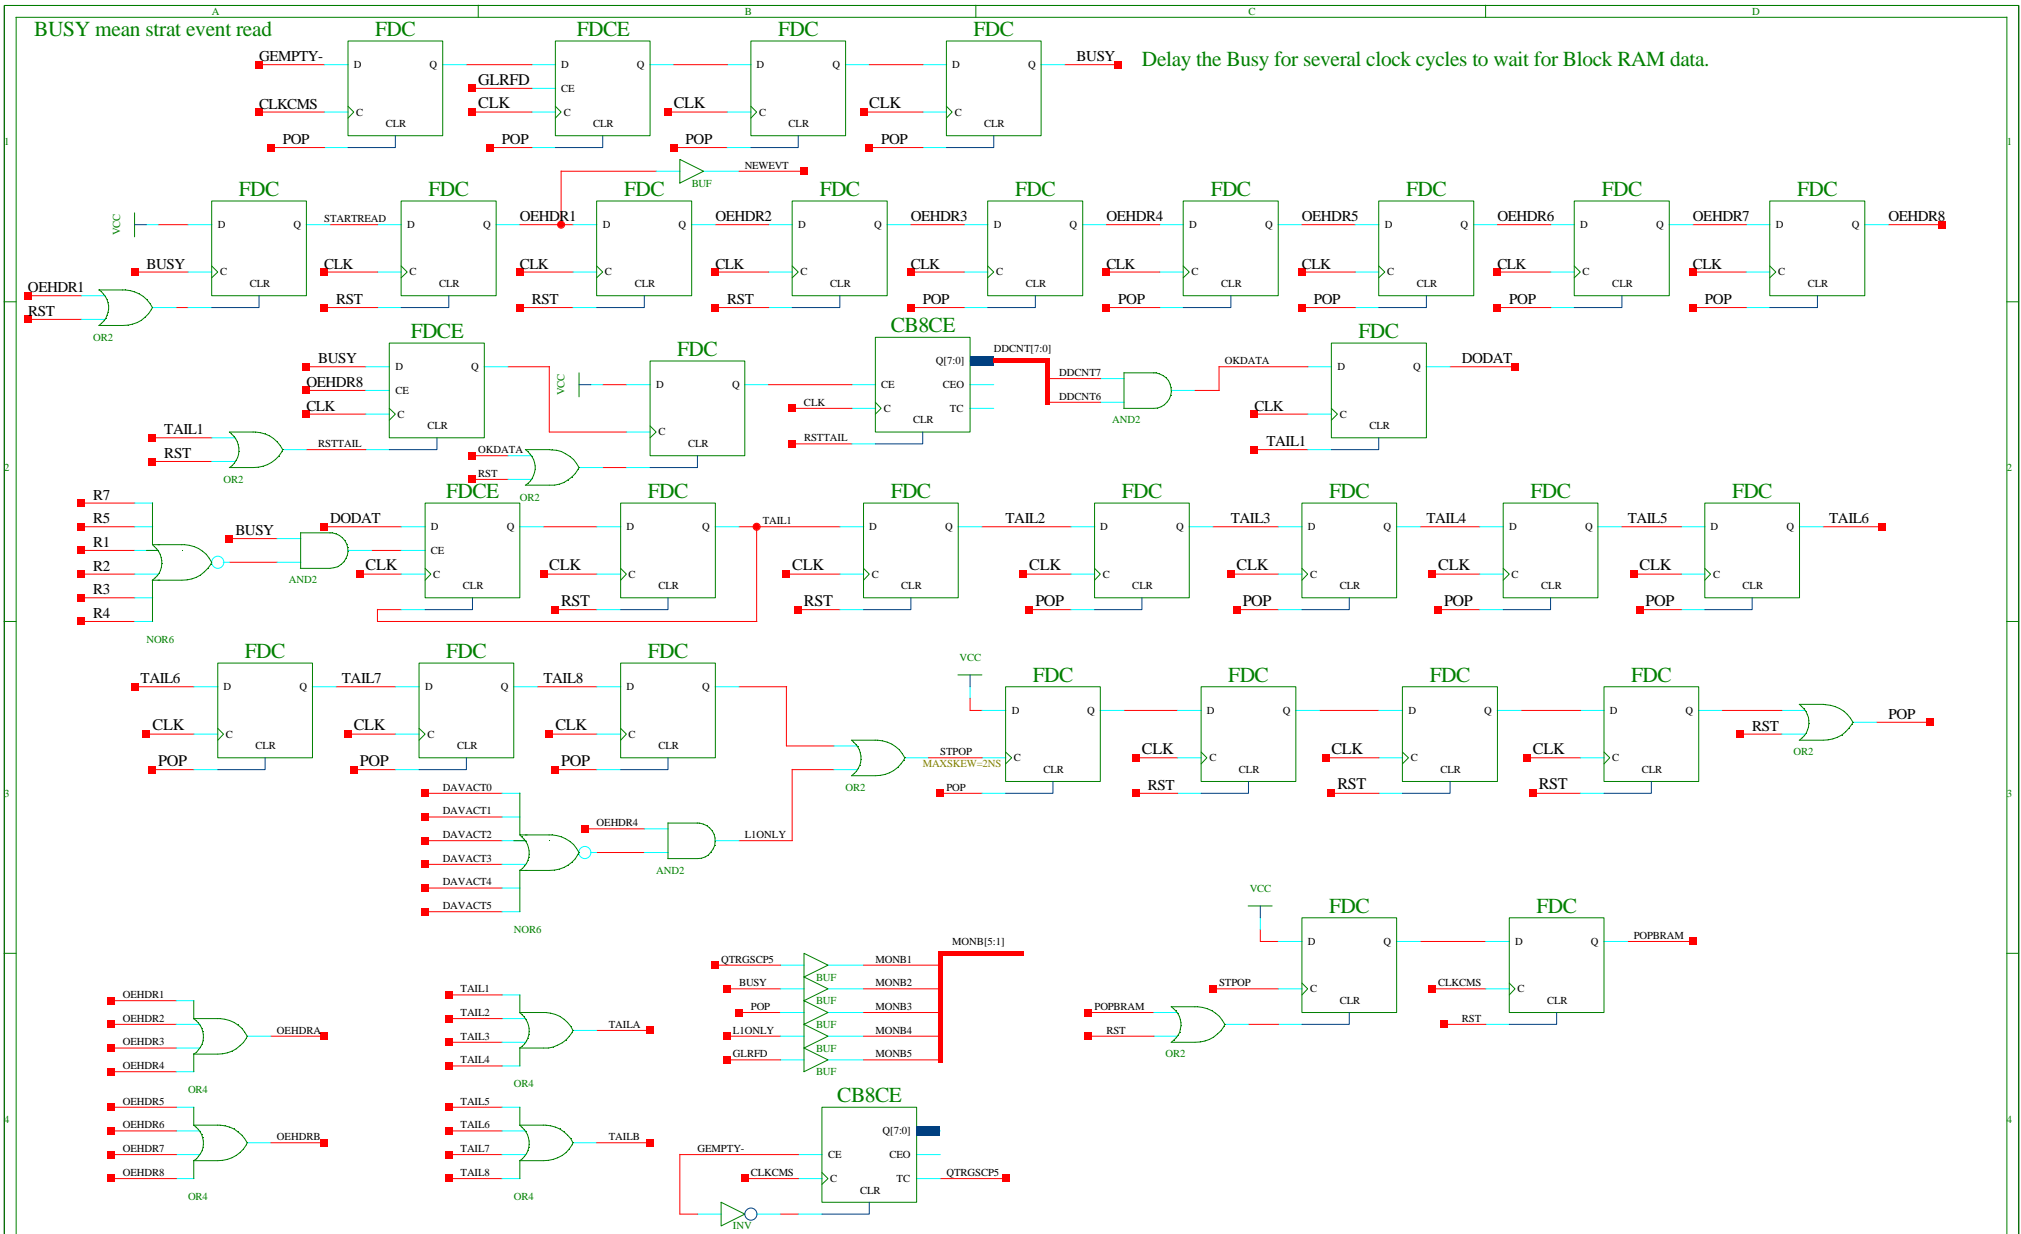 A B C D
BUSY mean strat event read
FDC FDCE FDC FDC
GEMPTY- D Q D Q D Q D Q BUSY
Delay the Busy for several clock cycles to wait for Block RAM data.
GLRFD CE
CLKCMS C CLK C CLK C CLK C
CLR CLR CLR CLR
POP POP POP POP
1 1
BUF NEWEVT
FDC FDC FDC FDC FDC FDC FDC FDC FDC
VCC D Q STARTREAD D Q OEHDR1 D Q OEHDR2 D Q OEHDR3 D Q OEHDR4 D Q OEHDR5 D Q OEHDR6 D Q OEHDR7 D Q OEHDR8
BUSY C CLK C CLK C CLK C CLK C CLK C CLK C CLK C CLK C
CLR CLR CLR CLR CLR CLR CLR CLR CLR
OEHDR1
RST RST RST RST POP POP POP POP POP
OR2
FDCE FDC CB8CE FDC
BUSY D Q
OEHDR8 CE
CLK C
CLR
TAIL1
RST
OR2
RSTTAIL
VCC D Q
C
CLR
OKDATA
RST
OR2
Q[7:0] DDCNT[7:0]
CE CEO
CLK C TC
CLR
RSTTAIL
DDCNT7
DDCNT6
AND2
OKDATA D Q DODAT
CLK C
CLR
TAIL1
2 2
R7
R5
R1
R2
R3
R4
NOR6
BUSY
AND2
FDCE FDC FDC FDC FDC FDC FDC
DODAT D Q D Q TAIL1 D Q TAIL2 D Q TAIL3 D Q TAIL4 D Q TAIL5 D Q TAIL6
CE
CLK C CLK C CLK C CLK C CLK C CLK C CLK C
CLR CLR CLR CLR CLR CLR CLR
RST RST POP POP POP POP
FDC FDC FDC
TAIL6 D Q TAIL7 D Q TAIL8 D Q
CLK C CLK C CLK C
CLR CLR CLR
POP POP POP
OR2
STPOP
MAXSKEW=2NS
VCC
FDC FDC FDC FDC
D Q D Q D Q D Q
C CLK C CLK C CLK C
CLR CLR CLR CLR
POP RST RST RST
RST
OR2
POP
3 3
DAVACT0
DAVACT1
DAVACT2
DAVACT3
DAVACT4
DAVACT5
NOR6
OEHDR4
AND2
L1ONLY
VCC
FDC FDC
D Q D Q POPBRAM
STPOP C CLKCMS C
CLR CLR
POPBRAM
RST
OR2
RST
MONB[5:1]
QTRGSCP5 BUF MONB1
BUSY BUF MONB2
POP BUF MONB3
L1ONLY BUF MONB4
GLRFD BUF MONB5
OEHDR1
OEHDR2
OEHDR3
OEHDR4
OR4
OEHDRA
TAIL1
TAIL2
TAIL3
TAIL4
OR4
TAILA
4 4
OEHDR5
OEHDR6
OEHDR7
OEHDR8
OR4
OEHDRB
TAIL5
TAIL6
TAIL7
TAIL8
OR4
TAILB
CB8CE
Q[7:0]
GEMPTY- CE CEO
CLKCMS C TC QTRGSCP5
CLR
INV